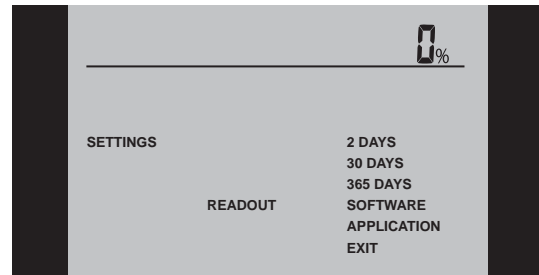 0%
SETTINGS 2 DAYS
30 DAYS
365 DAYS
READOUT SOFTWARE
APPLICATION
EXIT